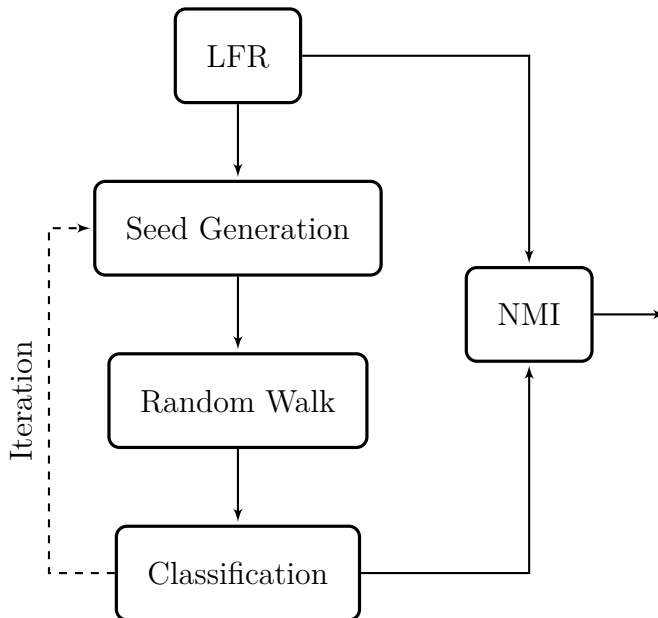 LFR
Seed Generation
NMI
Random Walk
Iteration
Classification